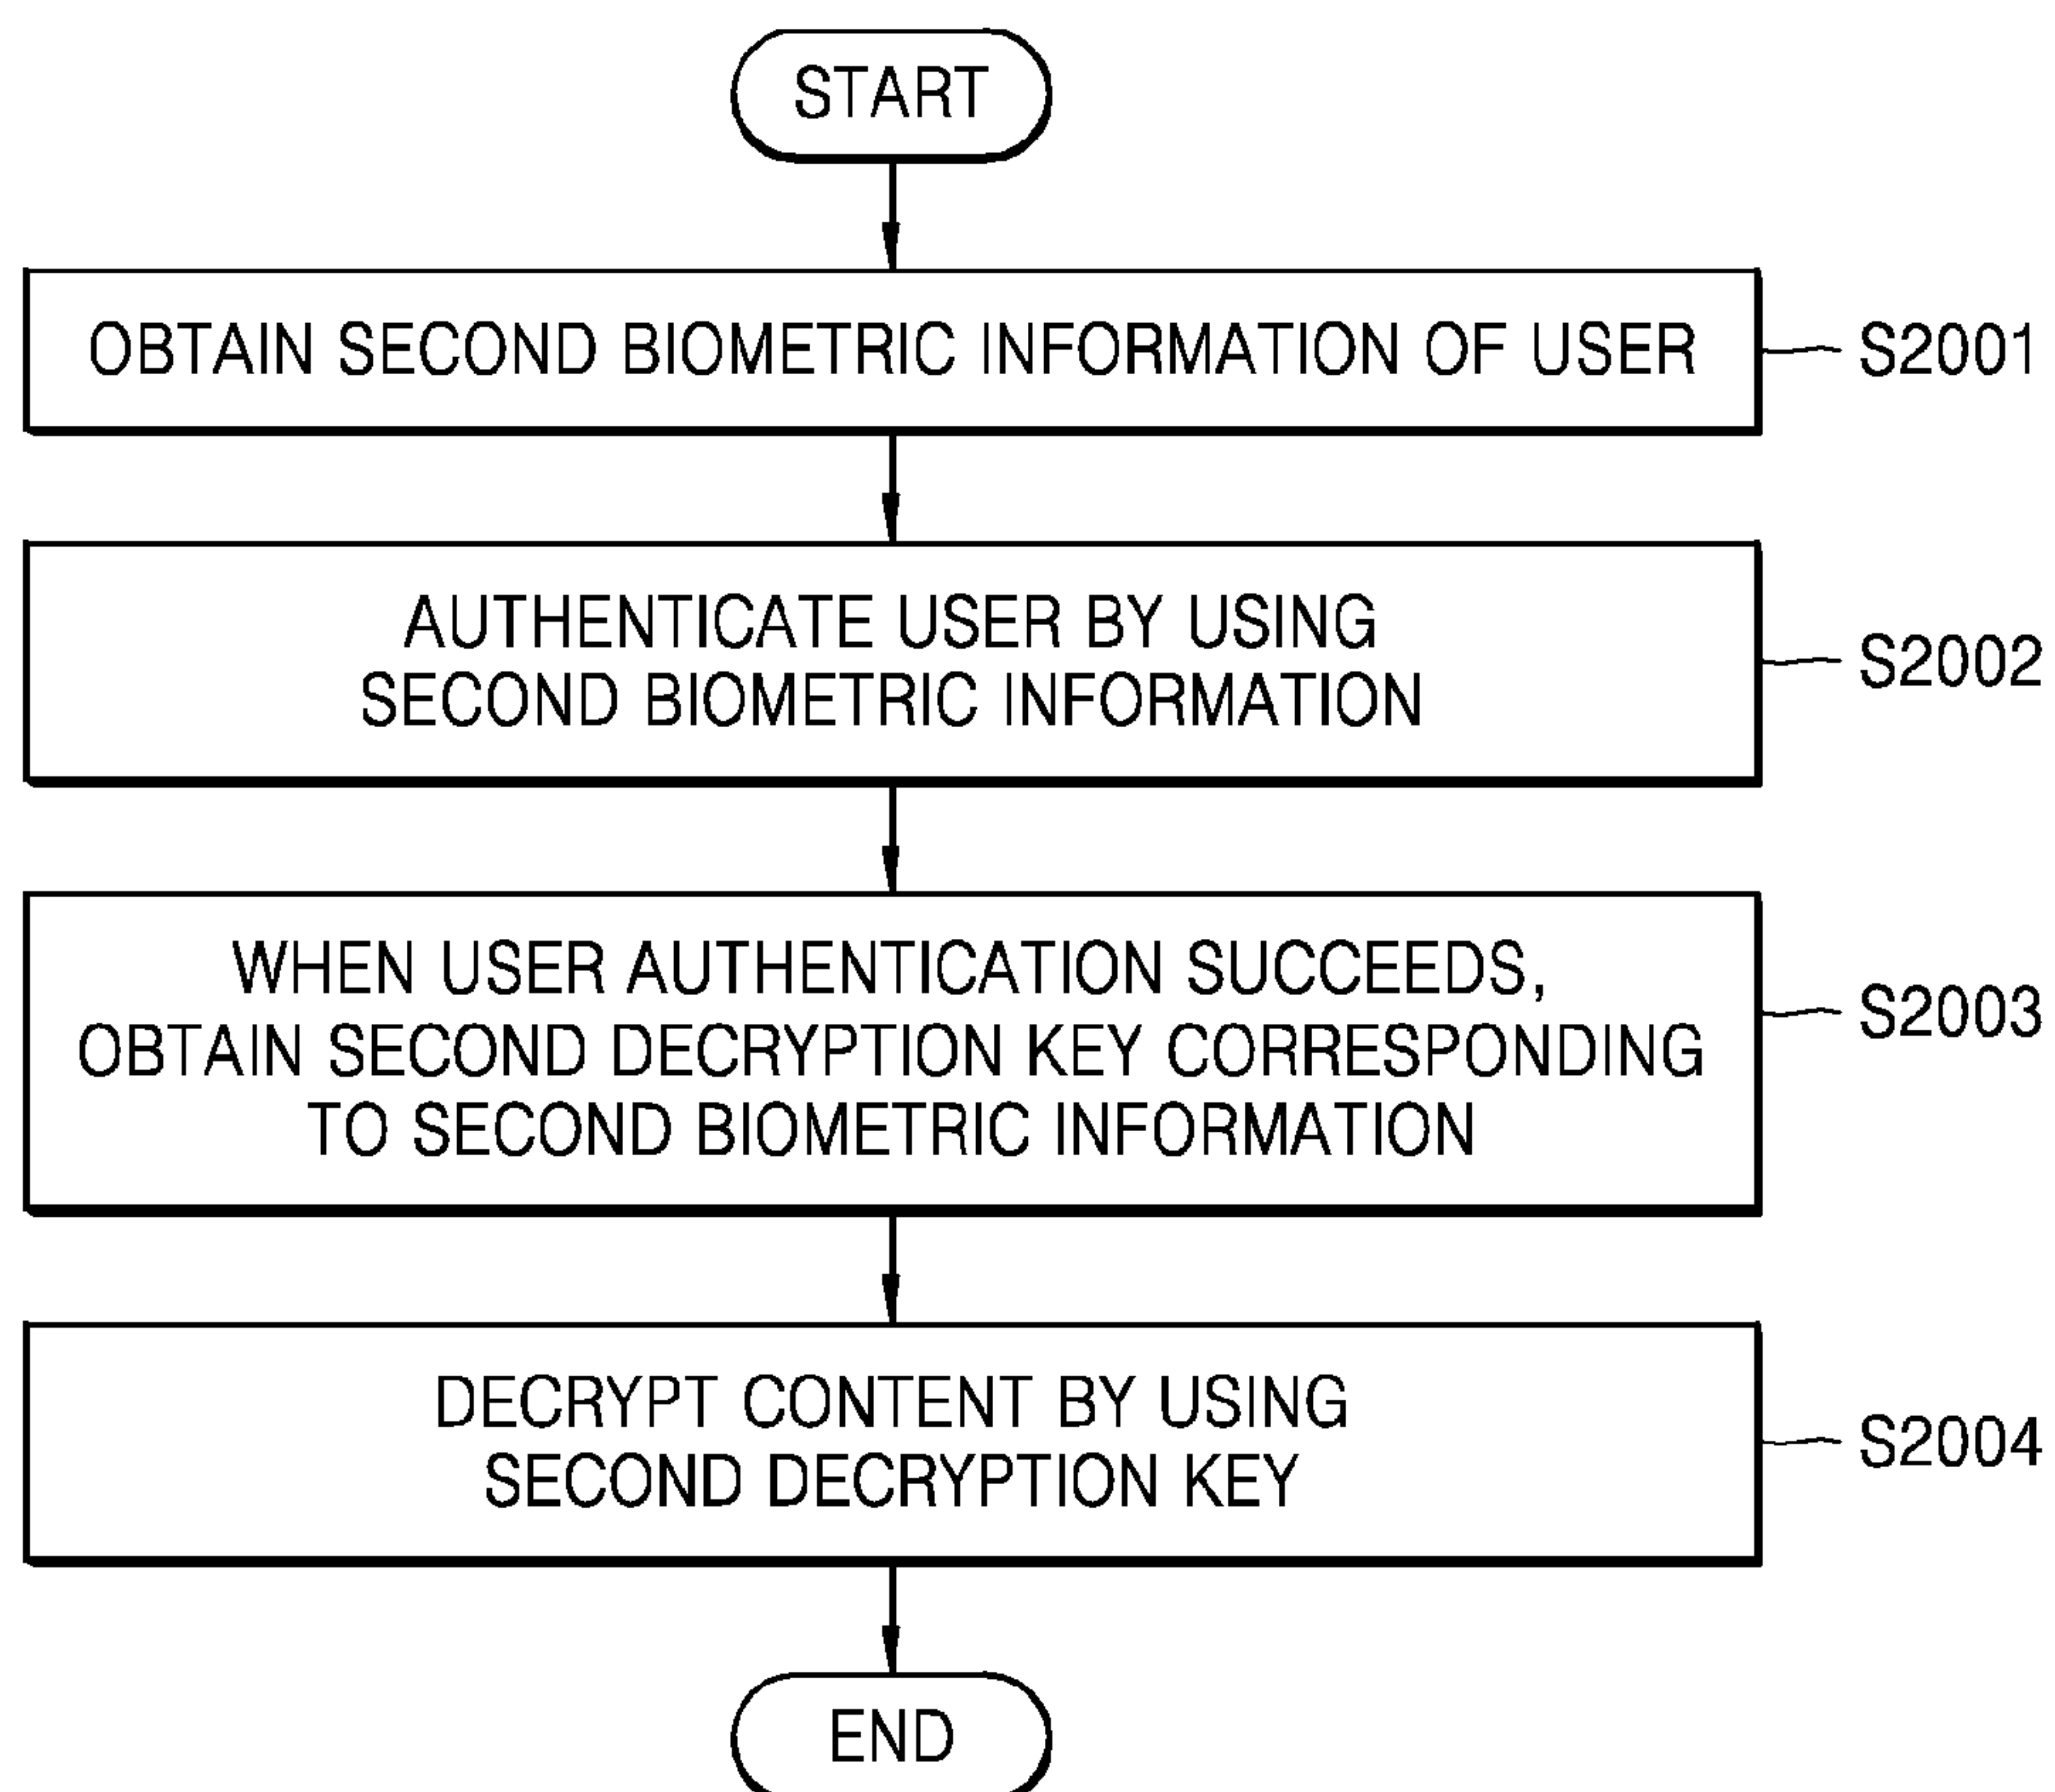 START
OBTAIN SECOND BIOMETRIC INFORMATION OF USER
S2001
AUTHENTICATE USER BY USING
SECOND BIOMETRIC INFORMATION
S2002
WHEN USER AUTHENTICATION SUCCEEDS,
OBTAIN SECOND DECRYPTION KEY CORRESPONDING
TO SECOND BIOMETRIC INFORMATION
S2003
DECRYPT CONTENT BY USING
SECOND DECRYPTION KEY
S2004
END